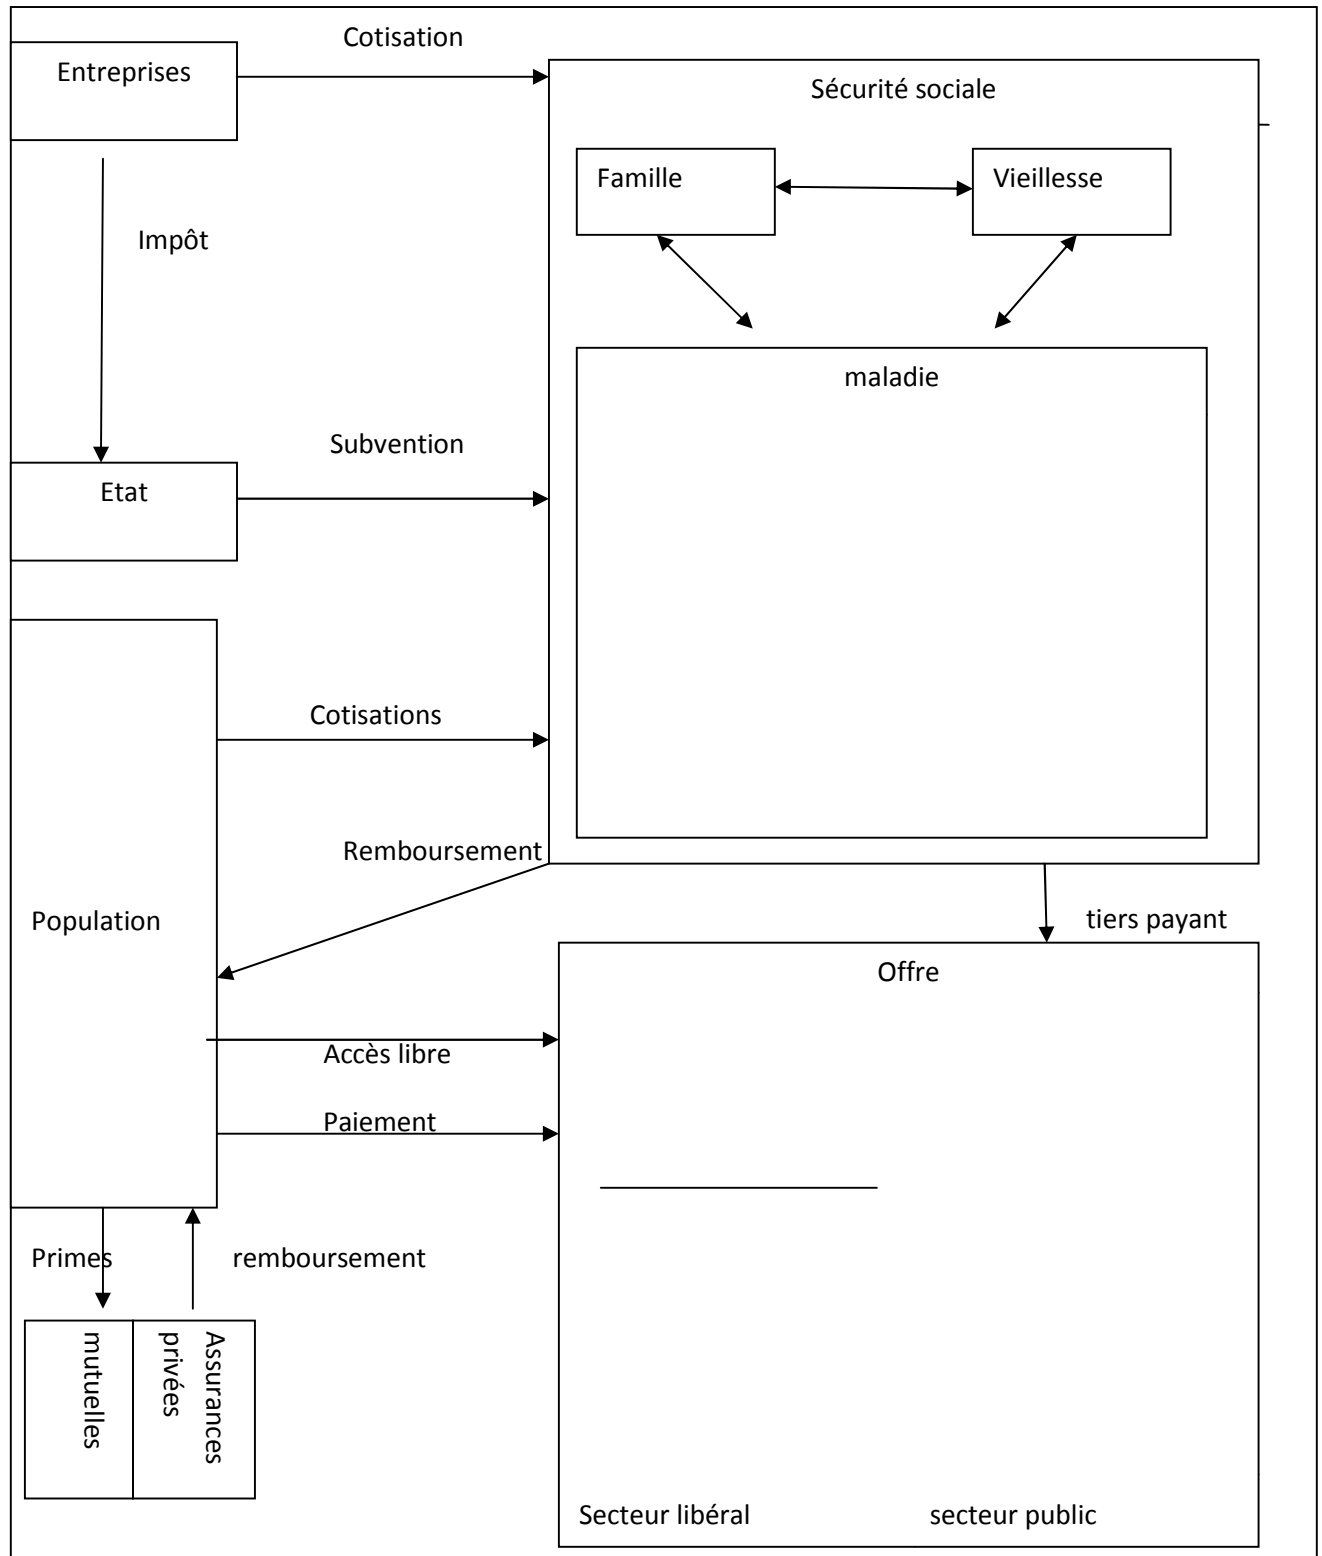 Cotisation
Entreprises
Sécurité sociale
Famille
Vieillesse
Impôt
maladie
Subvention
Etat
Cotisations
Remboursement
Population
tiers payant
Offre
Accès libre
Paiement
Primes
remboursement
mutuelles
Assurances
privées
Secteur libéral
secteur public